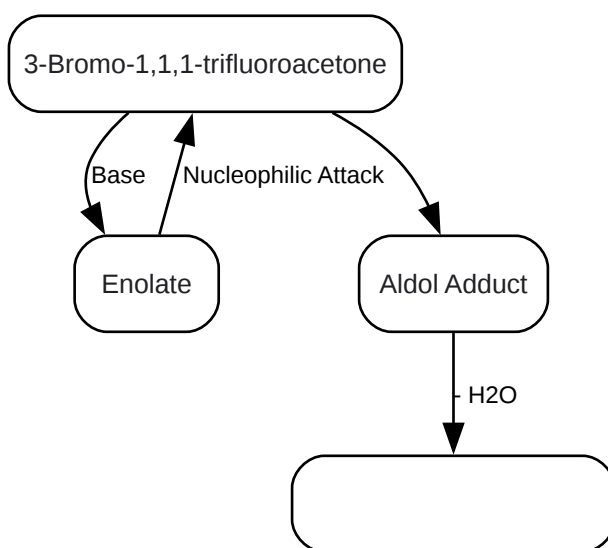 3-Bromo-1,1,1-trifluoroacetone
Base
Nucleophilic Attack
Enolate
Aldol Adduct
- H2O